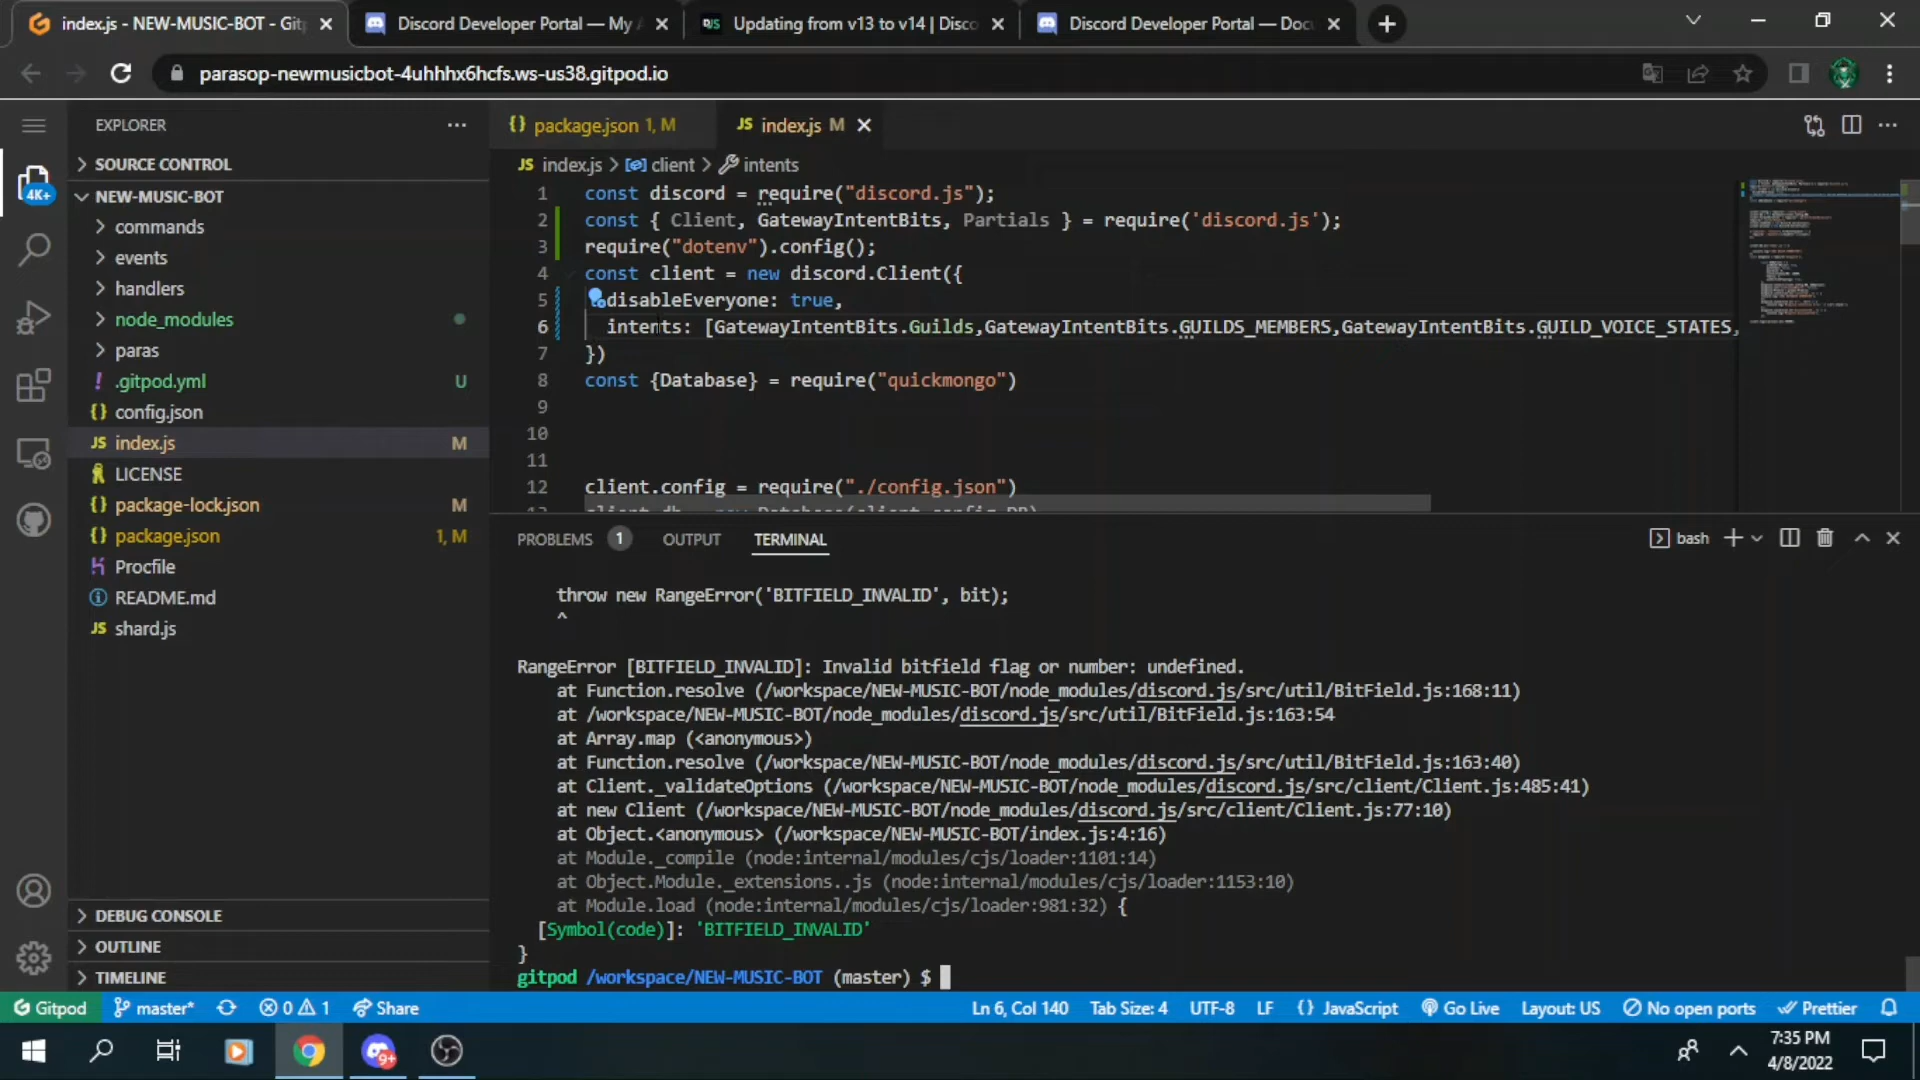 index.js - NEW-MUSIC-BOT - Git
Discord Developer Portal — My A
DJS Updating from v13 to v14 | Disco
Discord Developer Portal — Doc
parasop-newmusicbot-4uhhhx6hcfs.ws-us38.gitpod.io
EXPLORER
{} package.json 1, M
JS index.js M
SOURCE CONTROL
JS index.js > client > intents
4K+
NEW-MUSIC-BOT
commands
events
handlers
node_modules
paras
! .gitpod.yml U
{} config.json
JS index.js M
LICENSE
{} package-lock.json M
{} package.json 1, M
Procfile
README.md
JS shard.js
DEBUG CONSOLE
OUTLINE
TIMELINE
1 const discord = require("discord.js");
2 const { Client, GatewayIntentBits, Partials } = require('discord.js');
3 require("dotenv").config();
4 const client = new discord.Client({
5 disableEveryone: true,
6 intents: [GatewayIntentBits.Guilds,GatewayIntentBits.GUILDS_MEMBERS,GatewayIntentBits.GUILD_VOICE_STATES,
7 })
8 const {Database} = require("quickmongo")
9
10
11
12 client.config = require("./config.json")
PROBLEMS 1 OUTPUT TERMINAL
bash
throw new RangeError('BITFIELD_INVALID', bit);
^
RangeError [BITFIELD_INVALID]: Invalid bitfield flag or number: undefined.
at Function.resolve (/workspace/NEW-MUSIC-BOT/node_modules/discord.js/src/util/BitField.js:168:11)
at /workspace/NEW-MUSIC-BOT/node_modules/discord.js/src/util/BitField.js:163:54
at Array.map (<anonymous>)
at Function.resolve (/workspace/NEW-MUSIC-BOT/node_modules/discord.js/src/util/BitField.js:163:40)
at Client._validateOptions (/workspace/NEW-MUSIC-BOT/node_modules/discord.js/src/client/Client.js:485:41)
at new Client (/workspace/NEW-MUSIC-BOT/node_modules/discord.js/src/client/Client.js:77:10)
at Object.<anonymous> (/workspace/NEW-MUSIC-BOT/index.js:4:16)
at Module._compile (node:internal/modules/cjs/loader:1101:14)
at Object.Module._extensions..js (node:internal/modules/cjs/loader:1153:10)
at Module.load (node:internal/modules/cjs/loader:981:32) {
[Symbol(code)]: 'BITFIELD_INVALID'
}
gitpod /workspace/NEW-MUSIC-BOT (master) $
Gitpod master* 0 1 Share
Ln 6, Col 140 Tab Size: 4 UTF-8 LF {} JavaScript Go Live Layout: US No open ports Prettier
9+
7:35 PM
4/8/2022